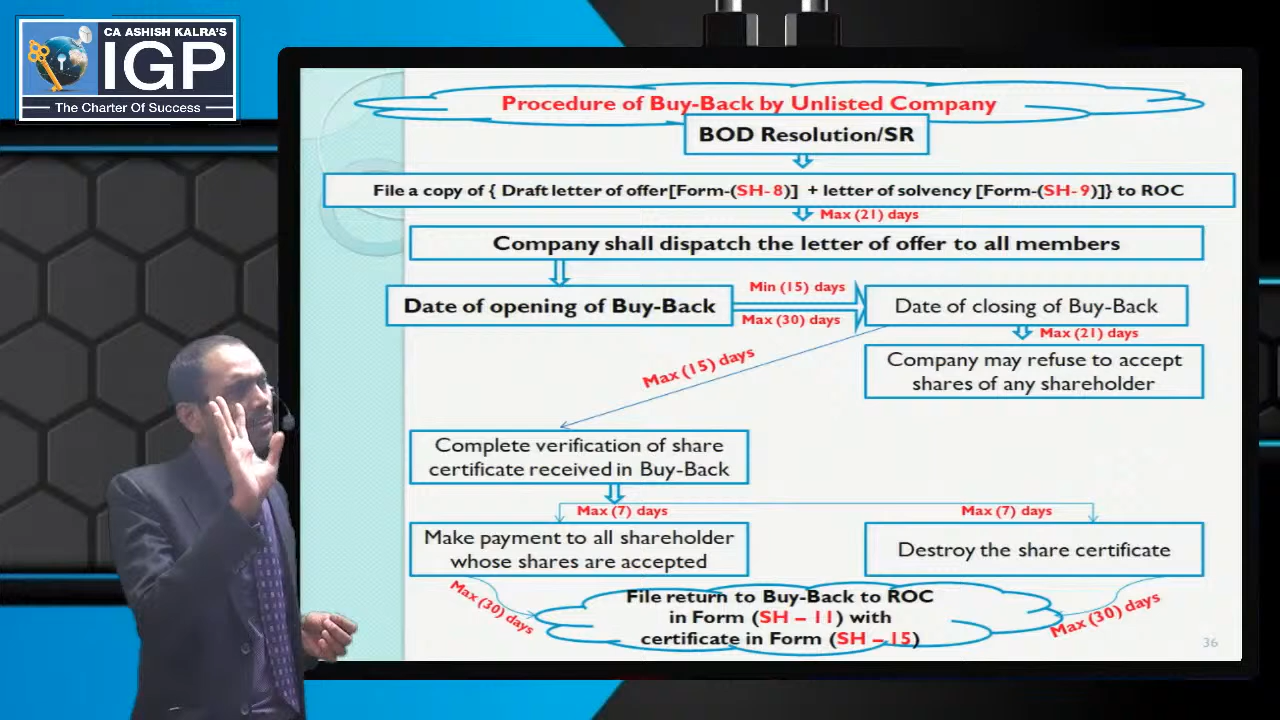 CA ASHISH KALRA'S
IGP
The Charter Of Success
Procedure of Buy-Back by Unlisted Company
BOD Resolution/SR
File a copy of { Draft letter of offer[Form-(SH-8)] + letter of solvency [Form-(SH-9)]} to ROC
Max (21) days
Company shall dispatch the letter of offer to all members
Date of opening of Buy-Back
Min (15) days
Max (30) days
Date of closing of Buy-Back
Max (21) days
Company may refuse to accept
shares of any shareholder
Max (15) days
Complete verification of share
certificate received in Buy-Back
Max (7) days
Max (7) days
Make payment to all shareholder
whose shares are accepted
Destroy the share certificate
Max (30) days
File return to Buy-Back to ROC
in Form (SH – 11) with
certificate in Form (SH – 15)
Max (30) days
36